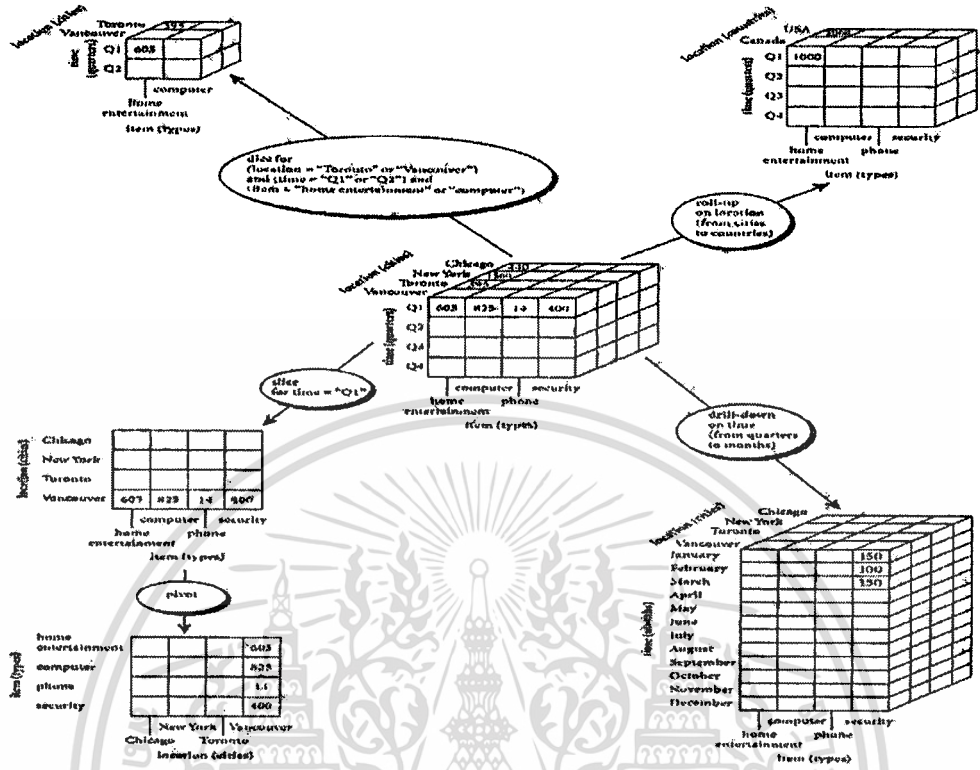 location (cities)
Toronto 395
Vancouver
time (quarters)
Q1 605
Q2
computer
home
entertainment
item (types)
location (countries)
USA
Canada
time (quarters)
Q1 1000
Q2
Q3
Q4
computer security
home phone
entertainment
item (types)
dice for
(location = "Toronto" or "Vancouver")
and (time = "Q1" or "Q2") and
(item = "home entertainment" or "computer")
roll-up
on location
(from cities
to countries)
location (cities)
Chicago 440
New York 1560
Toronto 395
Vancouver
time (quarters)
Q1 605 825 14 400
Q2
Q3
Q4
computer security
home phone
entertainment
item (types)
slice
for time = "Q1"
drill-down
on time
(from quarters
to months)
location (cities)
Chicago
New York
Toronto
Vancouver 605 825 14 400
computer security
home phone
entertainment
item (types)
pivot
item (types)
home
entertainment 605
computer 825
phone 14
security 400
New York Vancouver
Chicago Toronto
location (cities)
location (cities)
Chicago
New York
Toronto
Vancouver
time (months)
January 150
February 100
March 150
April
May
June
July
August
September
October
November
December
computer security
home phone
entertainment
item (types)